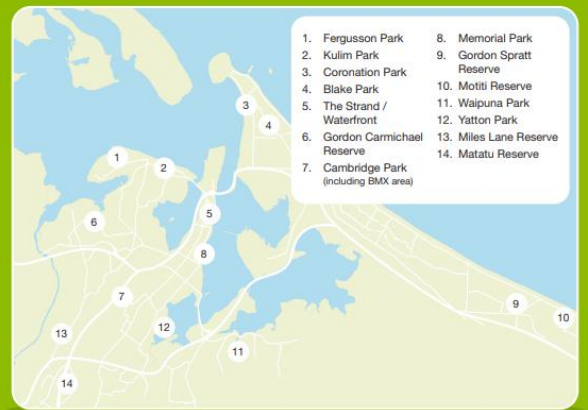 1. Fergusson Park
2. Kulim Park
3. Coronation Park
4. Blake Park
5. The Strand /
Waterfront
6. Gordon Carmichael
Reserve
7. Cambridge Park
(including BMX area)
8. Memorial Park
9. Gordon Spratt
Reserve
10. Motiti Reserve
11. Waipuna Park
12. Yatton Park
13. Miles Lane Reserve
14. Matatu Reserve
3
4
1
2
5
6
8
7
9
10
12
13
11
14